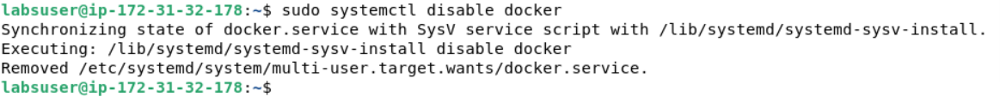 labsuser@ip-172-31-32-178:~$ sudo systemctl disable docker
Synchronizing state of docker.service with SysV service script with /lib/systemd/systemd-sysv-install.
Executing: /lib/systemd/systemd-sysv-install disable docker
Removed /etc/systemd/system/multi-user.target.wants/docker.service.
labsuser@ip-172-31-32-178:~$